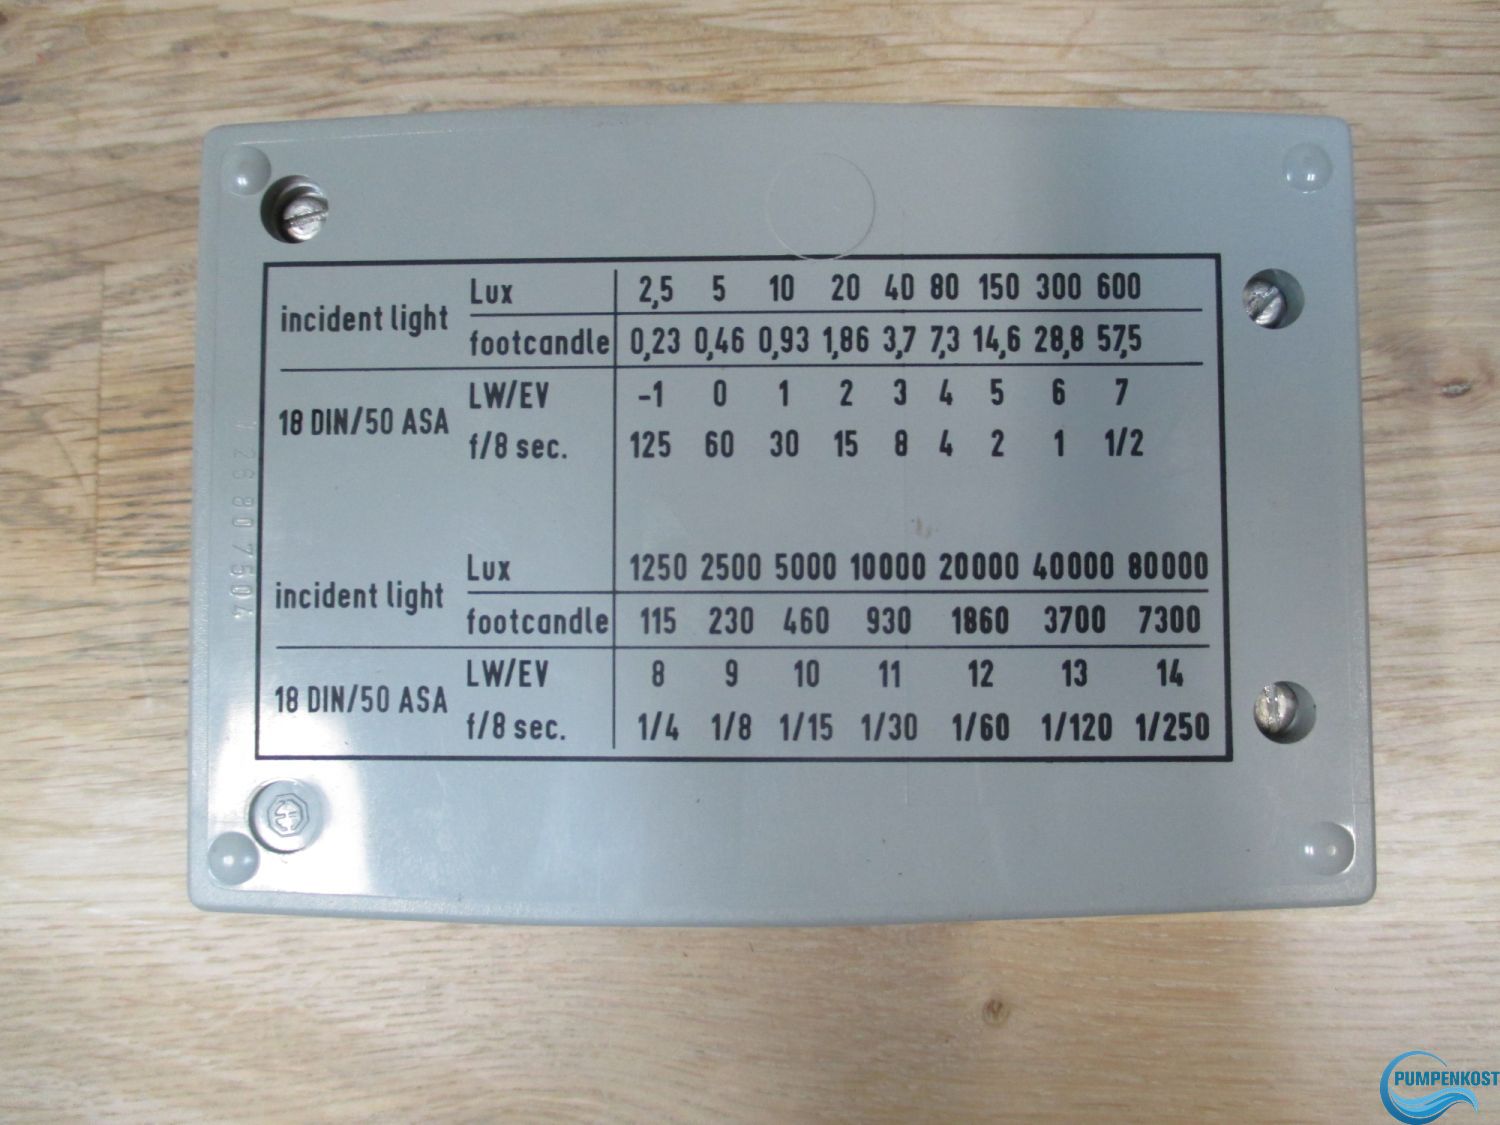 incident light Lux 2,5 5 10 20 40 80 150 300 600
footcandle 0,23 0,46 0,93 1,86 3,7 7,3 14,6 28,8 57,5
18 DIN/50 ASA LW/EV -1 0 1 2 3 4 5 6 7
f/8 sec. 125 60 30 15 8 4 2 1 1/2
incident light Lux 1250 2500 5000 10000 20000 40000 80000
footcandle 115 230 460 930 1860 3700 7300
18 DIN/50 ASA LW/EV 8 9 10 11 12 13 14
f/8 sec. 1/4 1/8 1/15 1/30 1/60 1/120 1/250
PUMPENKOST